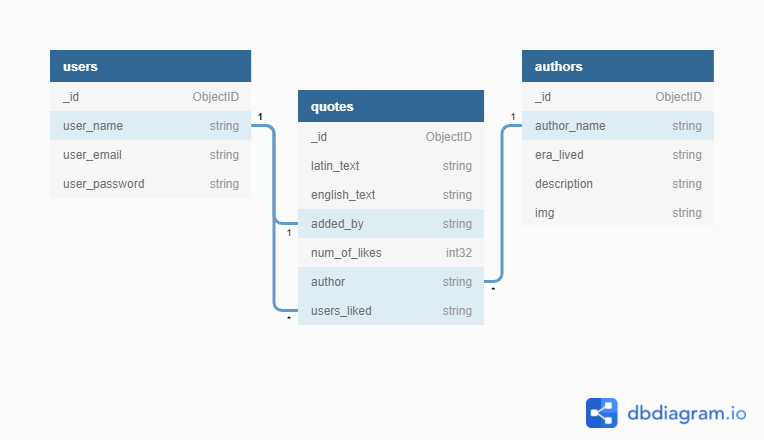 users
_id ObjectID
user_name string
user_email string
user_password string
1
quotes
_id ObjectID
latin_text string
english_text string
added_by string
num_of_likes int32
author string
users_liked string
1
*
authors
_id ObjectID
author_name string
era_lived string
description string
img string
1
*
dbdiagram.io